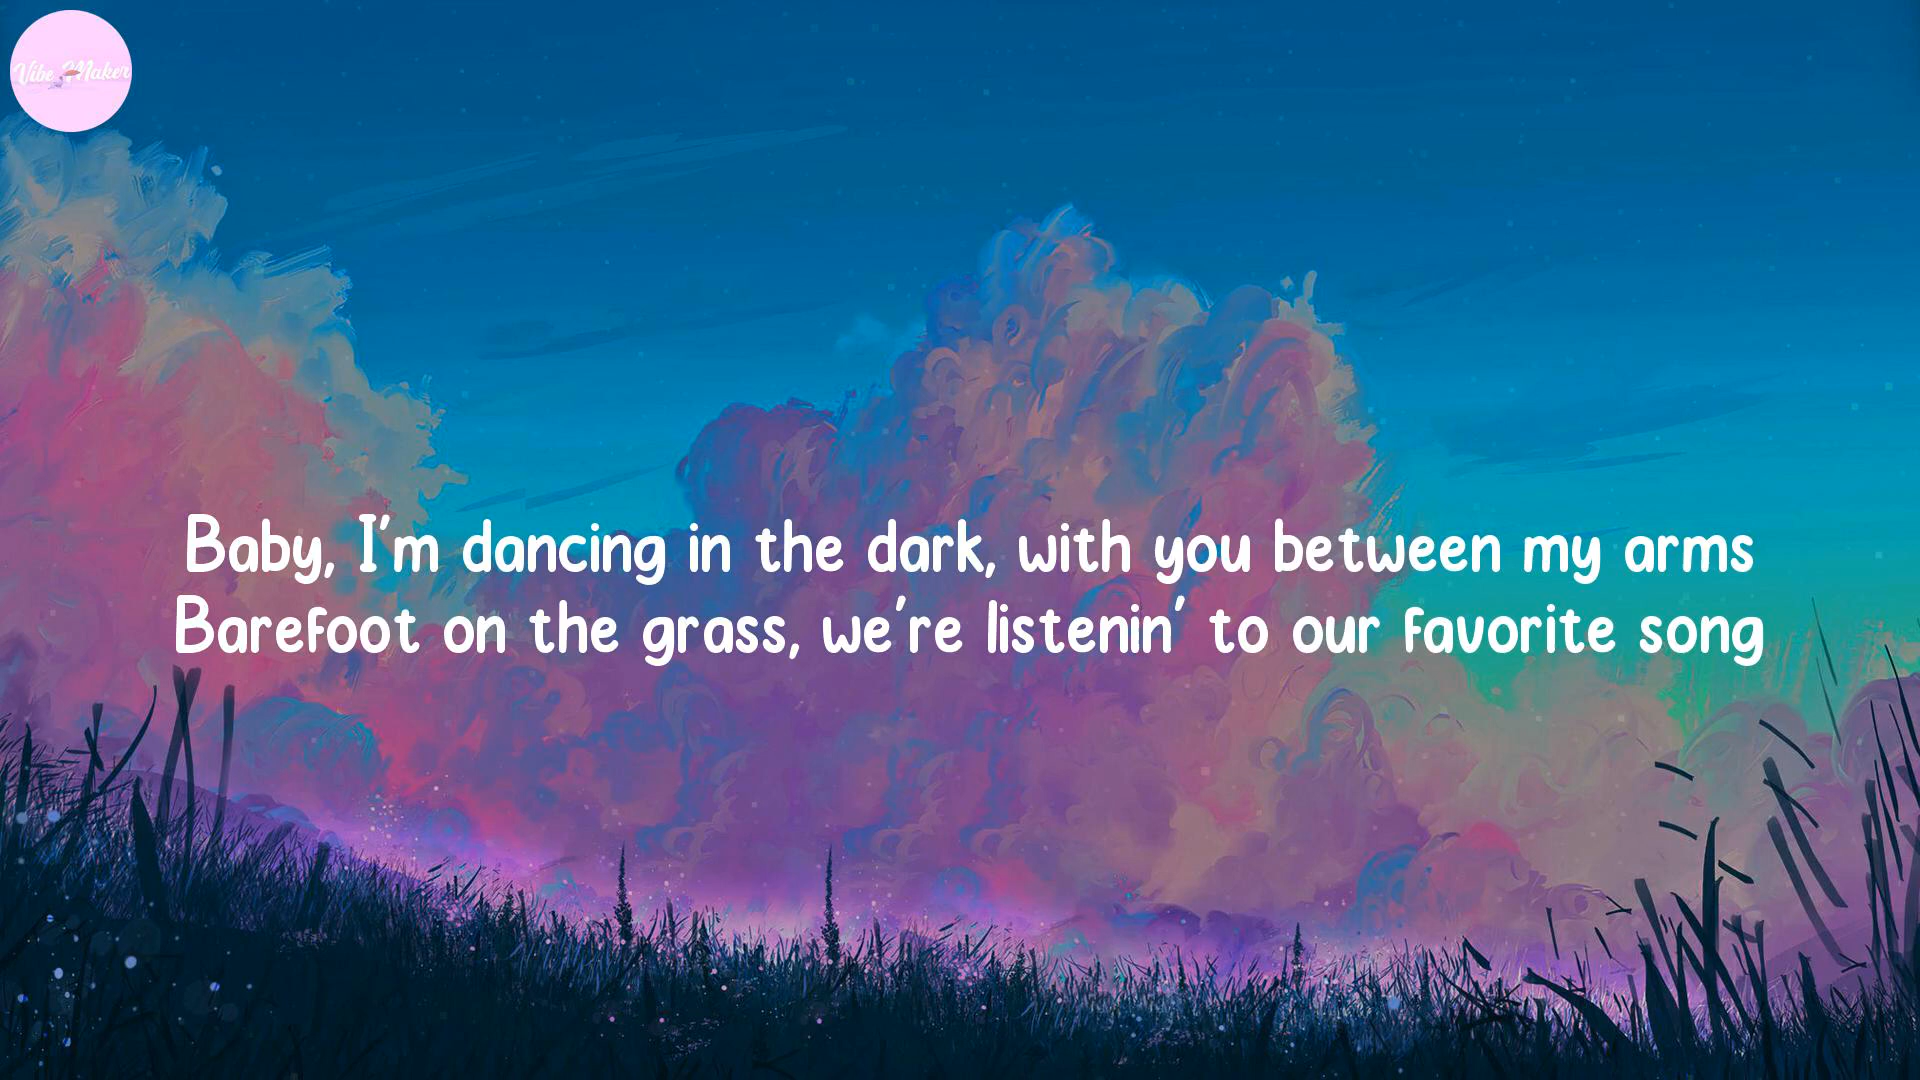 Vibe Maker
Baby, I'm dancing in the dark, with you between my arms
Barefoot on the grass, we're listenin' to our favorite song